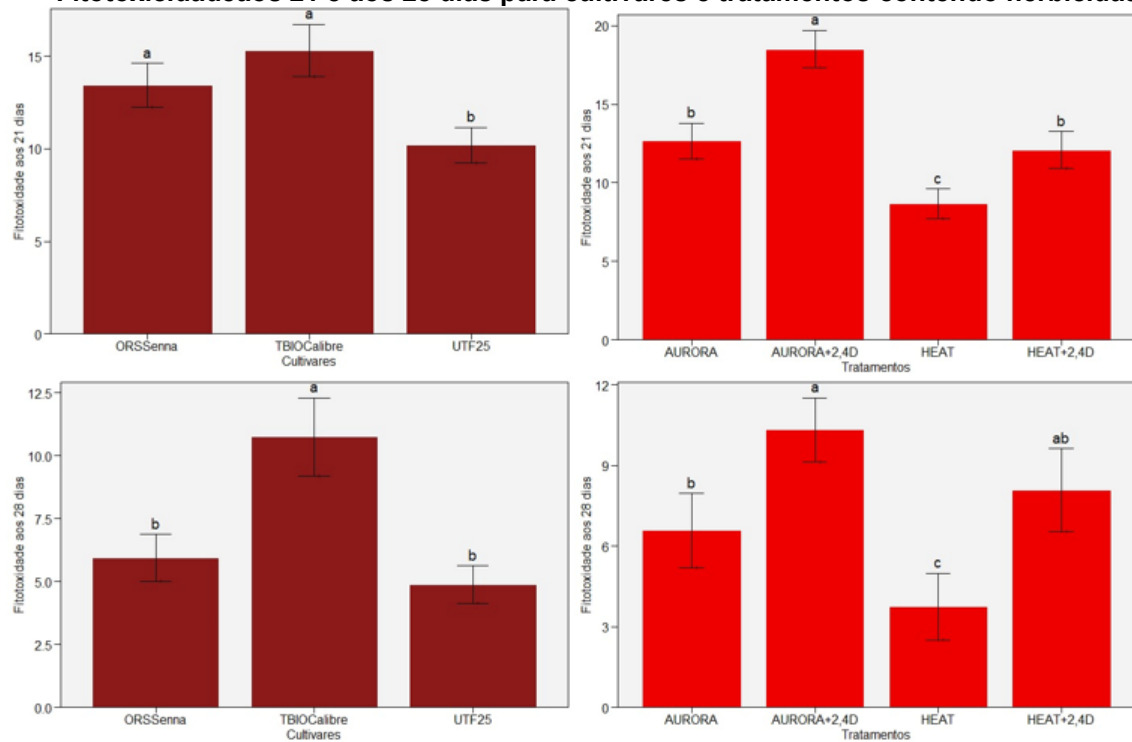 Fitotoxicidadeaos 21 e aos 28 dias para cultivares e tratamentos contendo herbicidas
Fitotoxidade aos 21 dias
15
10
5
0
a
a
b
ORSSenna TBIOCalibre UTF25
Cultivares
Fitotoxidade aos 21 dias
20
15
10
5
0
b
a
c
b
AURORA AURORA+2,4D HEAT HEAT+2,4D
Tratamentos
Fitotoxidade aos 28 dias
12.5
10.0
7.5
5.0
2.5
0.0
b
a
b
ORSSenna TBIOCalibre UTF25
Cultivares
Fitotoxidade aos 28 dias
12
9
6
3
0
b
a
c
ab
AURORA AURORA+2,4D HEAT HEAT+2,4D
Tratamentos